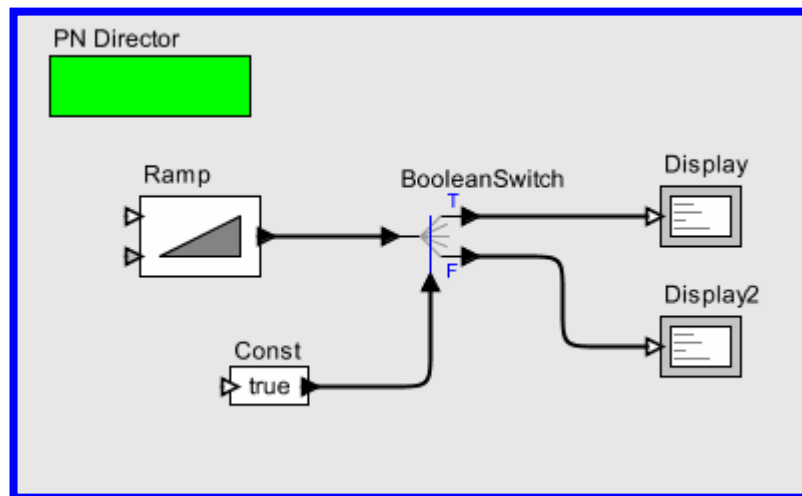 PN Director
Ramp
BooleanSwitch
T
F
Display
Display2
Const
true